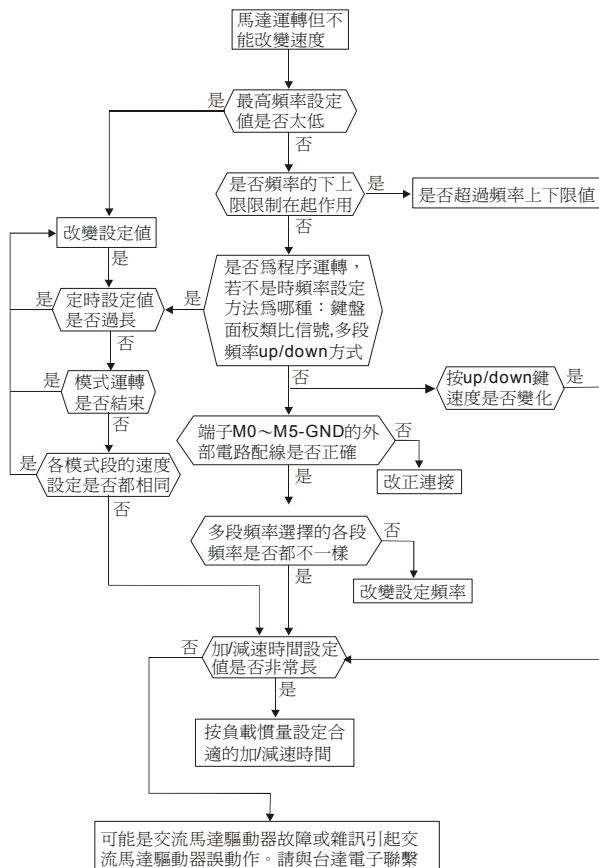 馬達運轉但不
能改變速度
是
最高頻率設定
值是否太低
否
是否頻率的下上
限限制在起作用
是
是否超過頻率上下限值
否
改變設定值
是
是否爲程序運轉，
若不是時頻率設定
方法爲哪種：鍵盤
面板類比信號,多段
頻率up/down方式
是
定時設定值
是否過長
是
否
否
按up/down鍵
速度是否變化
是
是
模式運轉
是否結束
否
端子M0～M5-GND的外
部電路配線是否正確
否
改正連接
是
是
各模式段的速度
設定是否都相同
否
多段頻率選擇的各段
頻率是否都不一樣
否
改變設定頻率
是
否
加/減速時間設定
值是否非常長
是
按負載慣量設定合
適的加/減速時間
可能是交流馬達驅動器故障或雜訊引起交
流馬達驅動器誤動作。請與台達電子聯繫